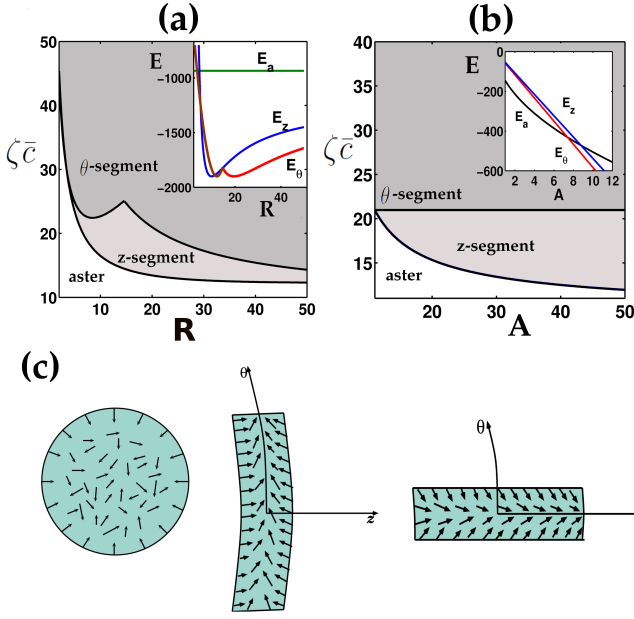 (a)
(b)
50
40
30
20
10
ζc̄
E
−1000
−1500
−2000
20
40
R
E_a
E_z
E_θ
θ-segment
z-segment
aster
10
20
30
40
50
R
40
35
30
25
20
15
ζc̄
E
0
−200
−400
−600
2
4
6
8
10
12
A
E_z
E_a
E_θ
θ-segment
z-segment
aster
20
30
40
50
A
(c)
θ
z
θ